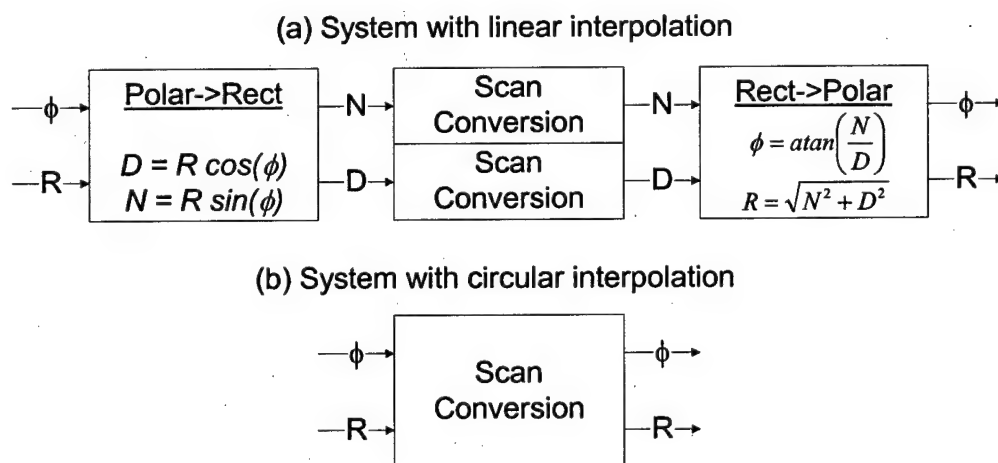 (a) System with linear interpolation
ϕ
R
Polar->Rect
D = R cos(ϕ)
N = R sin(ϕ)
N
D
Scan
Conversion
Scan
Conversion
N
D
Rect->Polar
ϕ = atan(N/D)
R = √N² + D²
ϕ
R
(b) System with circular interpolation
ϕ
R
Scan
Conversion
ϕ
R